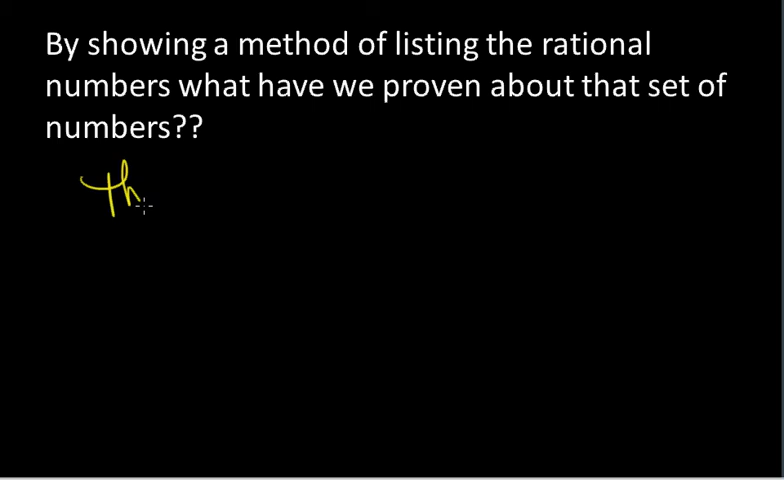 By showing a method of listing the rational
numbers what have we proven about that set of
numbers??
th